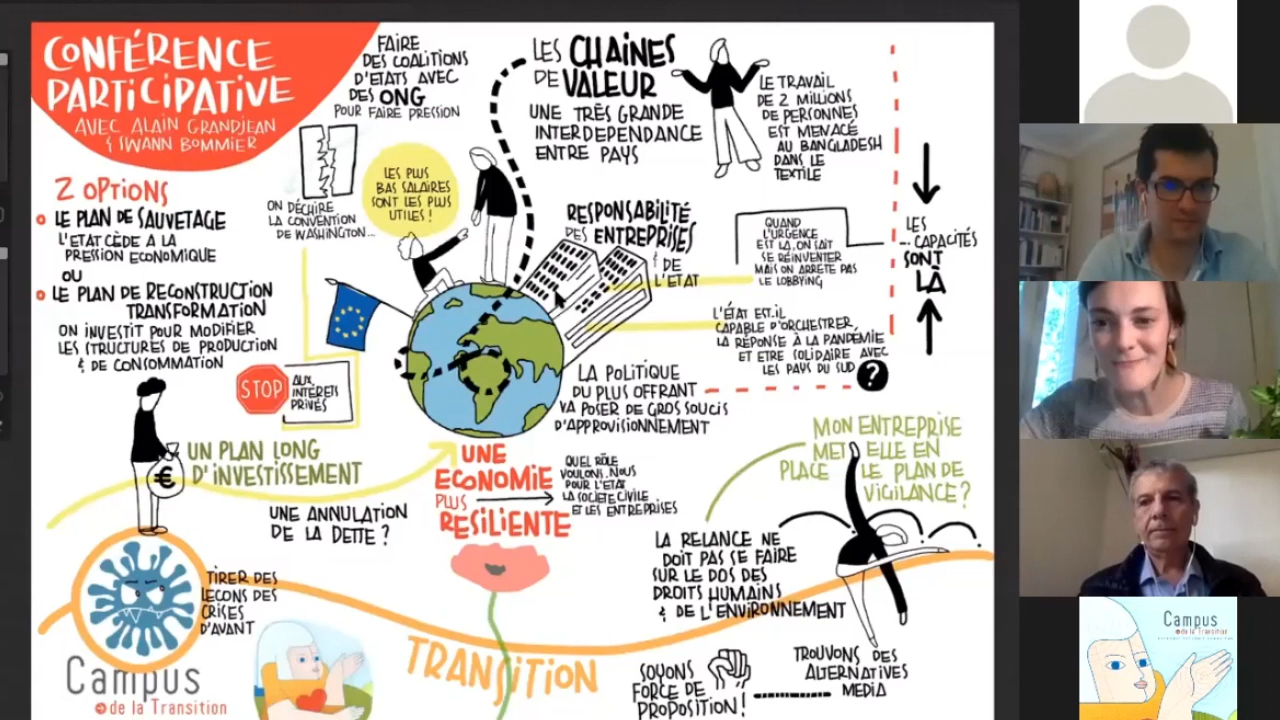 CONFÉRENCE
PARTICIPATIVE
AVEC ALAIN GRANDJEAN
& SWANN BOMMIER
2 OPTIONS
LE PLAN DE SAUVETAGE
L'ETAT CÈDE A LA
PRESSION ECONOMIQUE
OU
LE PLAN DE RECONSTRUCTION
TRANSFORMATION
ON INVESTIT POUR MODIFIER
LES STRUCTURES DE PRODUCTION
& DE CONSOMMATION
FAIRE
DES COALITIONS
D'ETATS AVEC
DES ONG
POUR FAIRE PRESSION
ON DÉCHIRE
LA CONVENTION
DE WASHINGTON...
LES PLUS
BAS SALAIRES
SONT LES PLUS
UTILES !
STOP
AUX
INTÉRÊTS
PRIVÉS
LES CHAINES
DE VALEUR
UNE TRÈS GRANDE
INTERDEPENDANCE
ENTRE PAYS
LE TRAVAIL
DE 2 MILLIONS
DE PERSONNES
EST MENACÉ
AU BANGLADESH
DANS LE
TEXTILE
RESPONSABILITÉ
DES ENTREPRISES
& DE
L'ETAT
QUAND
L'URGENCE
EST LÀ, ON SAIT
SE RÉINVENTER
MAIS ON ARRÊTE PAS
LE LOBBYING
LES
CAPACITÉS
SONT
LÀ
L'ÉTAT EST-IL
CAPABLE D'ORCHESTRER
LA RÉPONSE À LA PANDÉMIE
ET ETRE SOLIDAIRE AVEC
LES PAYS DU SUD ?
LA POLITIQUE
DU PLUS OFFRANT
VA POSER DE GROS SOUCIS
D'APPROVISIONNEMENT
€
UN PLAN LONG
D'INVESTISSEMENT
UNE ANNULATION
DE LA DETTE ?
UNE
ECONOMIE
PLUS
RESILIENTE
QUEL RÔLE
VOULONS-NOUS
POUR L'ETAT
LA SOCIETE CIVILE
ET LES ENTREPRISES
MON ENTREPRISE
MET ELLE EN
PLACE LE PLAN DE
VIGILANCE ?
LA RELANCE NE
DOIT PAS SE FAIRE
SUR LE DOS DES
DROITS HUMAINS
& DE L'ENVIRONNEMENT
TIRER DES
LEÇONS DES
CRISES
D'AVANT
TRANSITION
SOYONS
FORCE DE
PROPOSITION !
TROUVONS DES
ALTERNATIVES
MEDIA
Campus
de la Transition
Campus
de la Transition